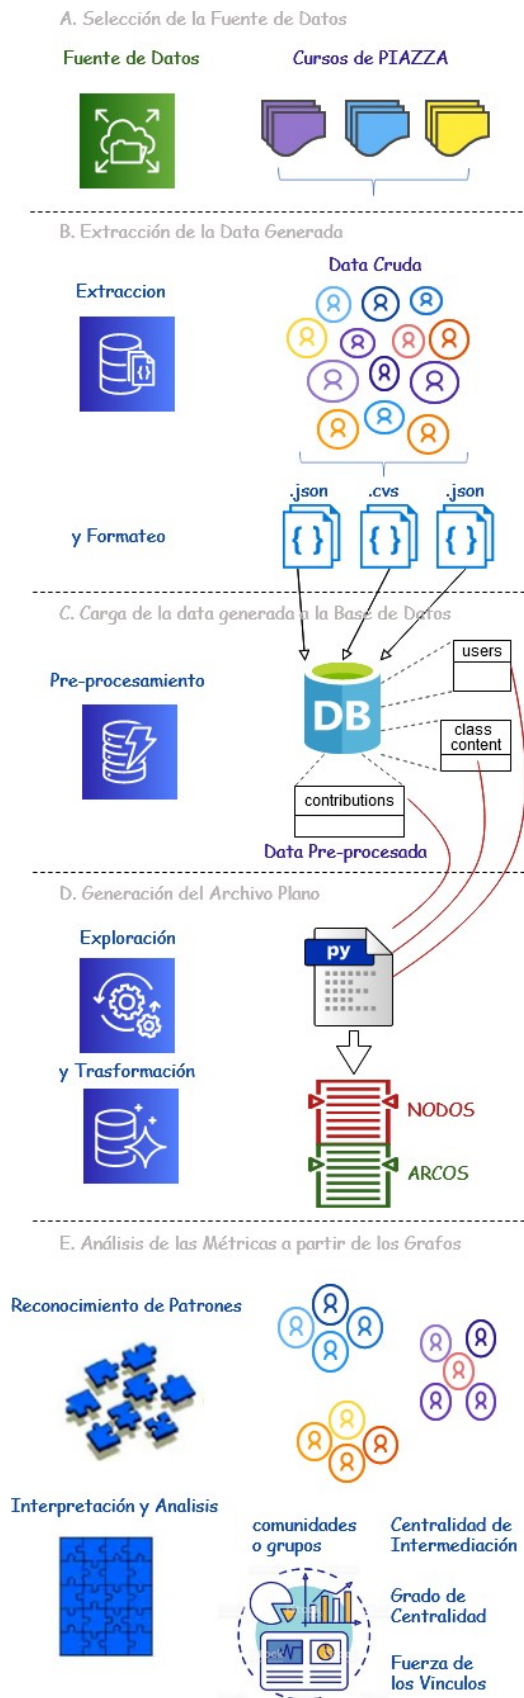 A. Selección de la Fuente de Datos
Fuente de Datos
Cursos de PIAZZA
B. Extracción de la Data Generada
Data Cruda
Extraccion
.json
.cvs
.json
y Formateo
{ }
{ }
{ }
C. Carga de la data generada a la Base de Datos
Pre-procesamiento
DB
users
class
content
contributions
Data Pre-procesada
D. Generación del Archivo Plano
Exploración
py
y Trasformación
NODOS
ARCOS
E. Análisis de las Métricas a partir de los Grafos
Reconocimiento de Patrones
Interpretación y Analisis
comunidades
o grupos
Centralidad de
Intermediación
Grado de
Centralidad
Fuerza de
los Vinculos